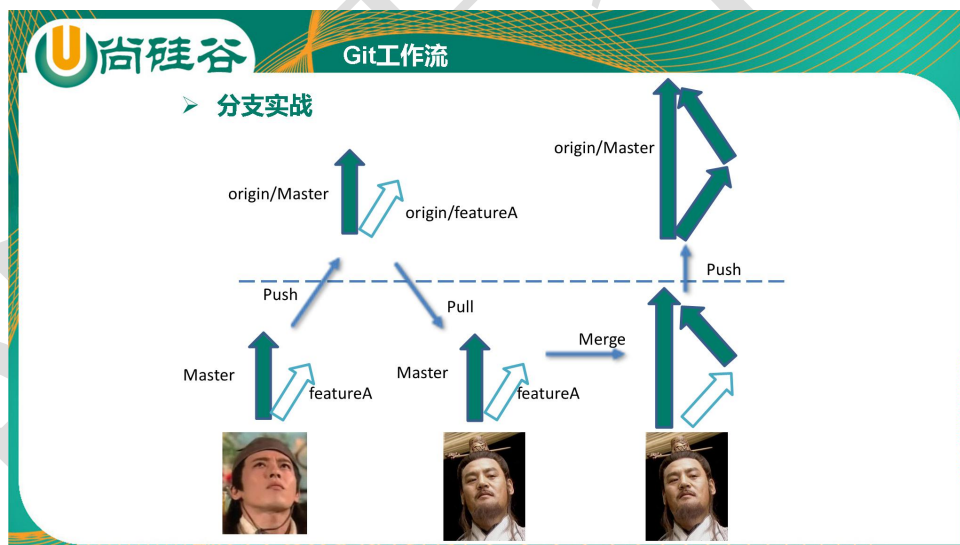 尚硅谷
Git工作流
➢ 分支实战
origin/Master
origin/Master
origin/featureA
Push
Push
Pull
Merge
Master
featureA
Master
featureA